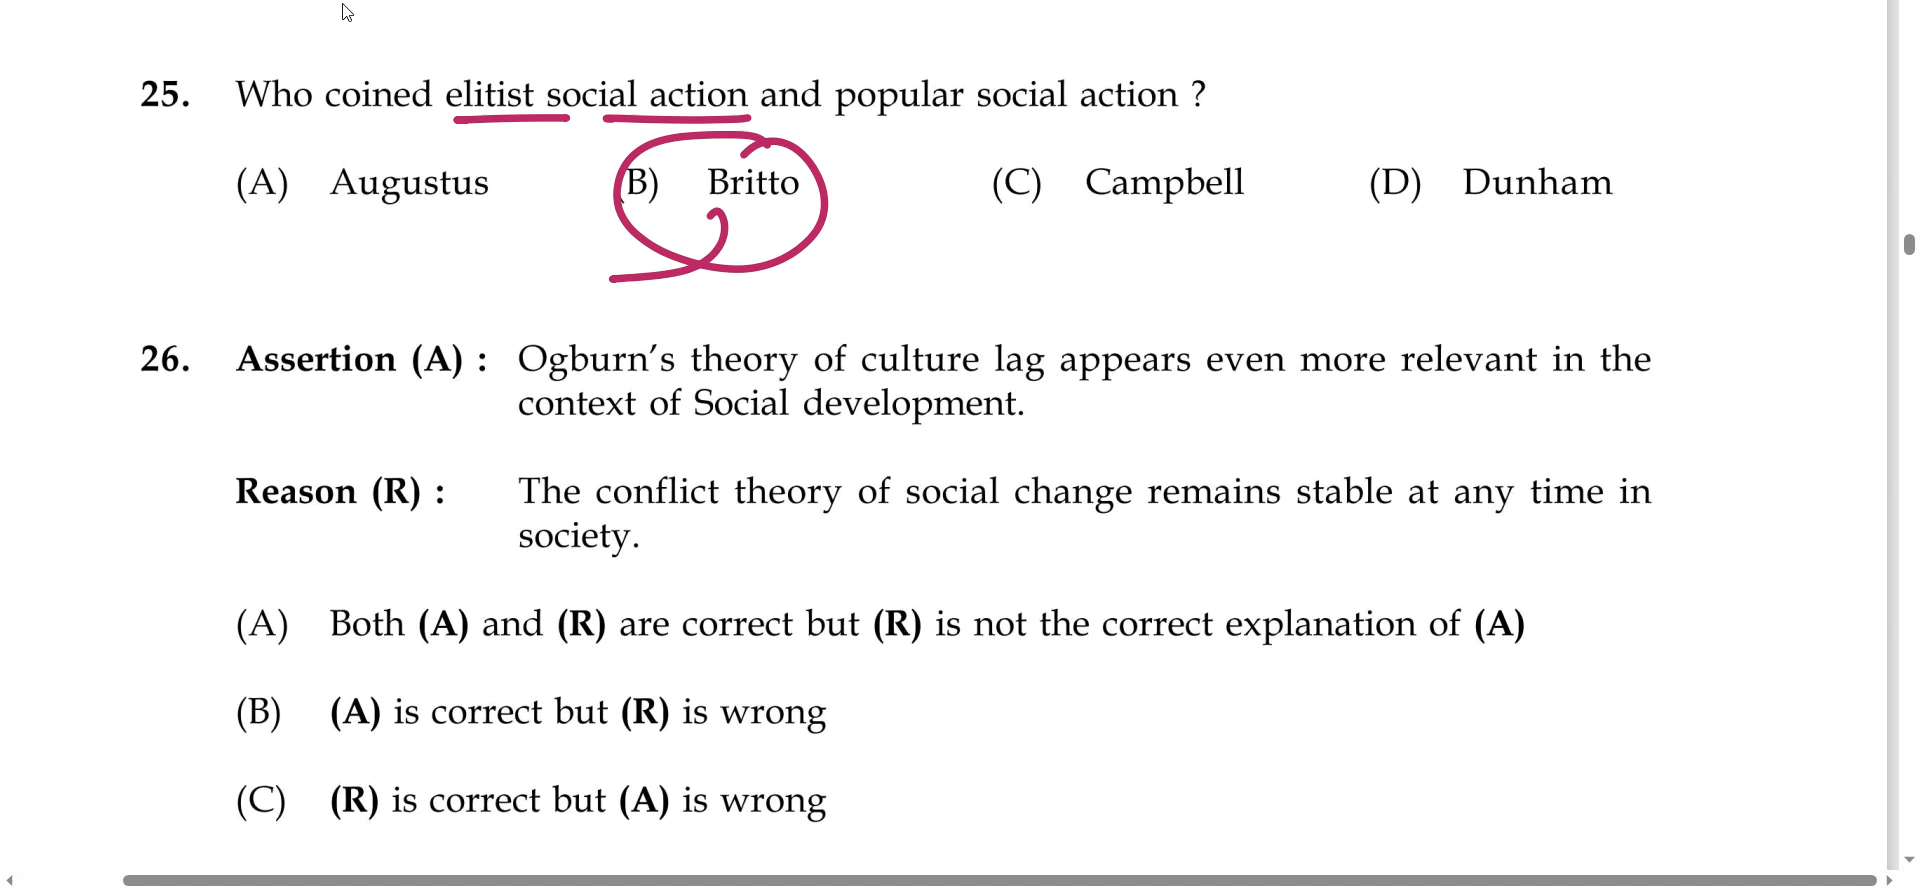 25. Who coined elitist social action and popular social action ?
(A) Augustus (B) Britto (C) Campbell (D) Dunham
26. Assertion (A) : Ogburn’s theory of culture lag appears even more relevant in the
context of Social development.
Reason (R) : The conflict theory of social change remains stable at any time in
society.
(A) Both (A) and (R) are correct but (R) is not the correct explanation of (A)
(B) (A) is correct but (R) is wrong
(C) (R) is correct but (A) is wrong